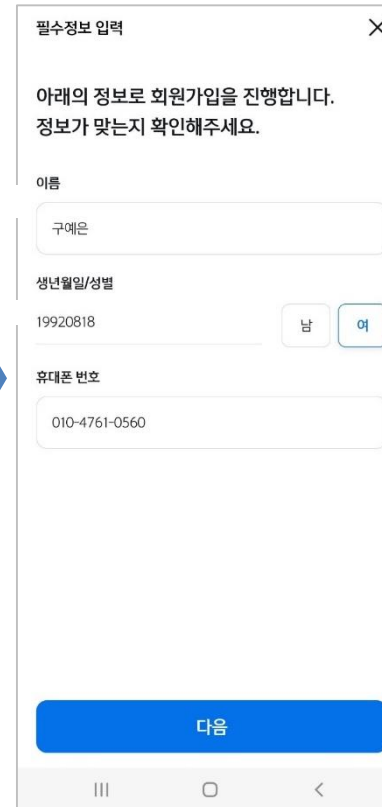 필수정보 입력
아래의 정보로 회원가입을 진행합니다.
정보가 맞는지 확인해주세요.
이름
구예은
생년월일/성별
19920818 남 여
휴대폰 번호
010-4761-0560
다음